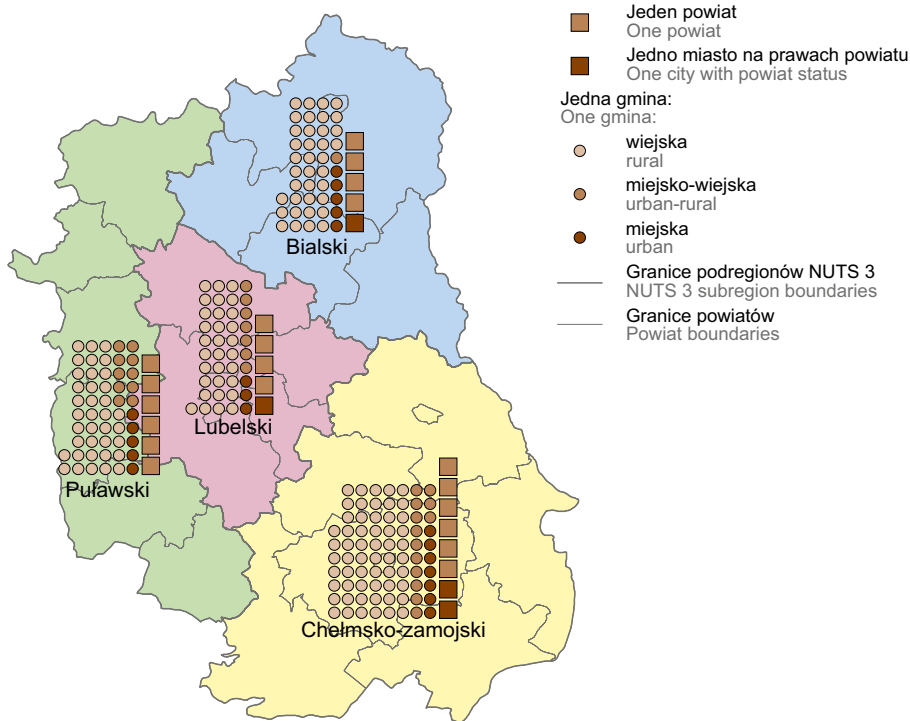 Jeden powiat
One powiat
Jedno miasto na prawach powiatu
One city with powiat status
Jedna gmina:
One gmina:
wiejska
rural
miejsko-wiejska
urban-rural
miejska
urban
Granice podregionów NUTS 3
NUTS 3 subregion boundaries
Granice powiatów
Powiat boundaries
Bialski
Lubelski
Puławski
Chełmsko-zamojski